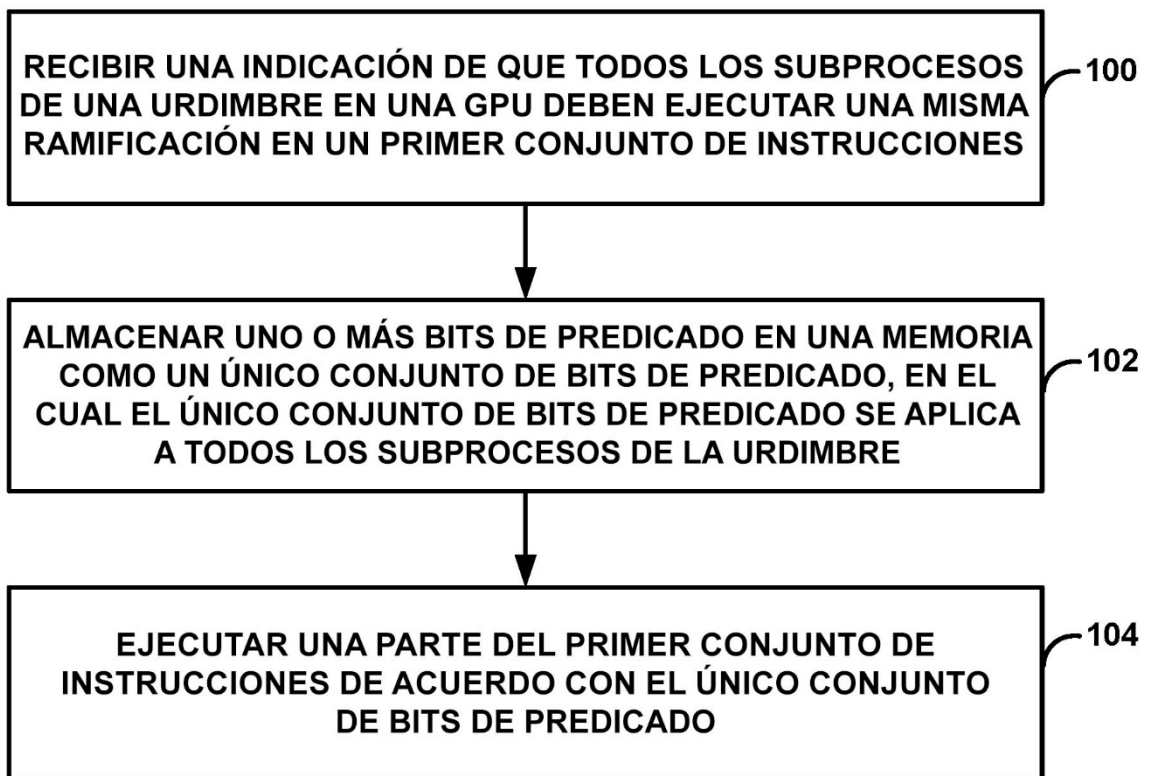 RECIBIR UNA INDICACIÓN DE QUE TODOS LOS SUBPROCESOS
DE UNA URDIMBRE EN UNA GPU DEBEN EJECUTAR UNA MISMA
RAMIFICACIÓN EN UN PRIMER CONJUNTO DE INSTRUCCIONES
100
ALMACENAR UNO O MÁS BITS DE PREDICADO EN UNA MEMORIA
COMO UN ÚNICO CONJUNTO DE BITS DE PREDICADO, EN EL
CUAL EL ÚNICO CONJUNTO DE BITS DE PREDICADO SE APLICA
A TODOS LOS SUBPROCESOS DE LA URDIMBRE
102
EJECUTAR UNA PARTE DEL PRIMER CONJUNTO DE
INSTRUCCIONES DE ACUERDO CON EL ÚNICO CONJUNTO
DE BITS DE PREDICADO
104